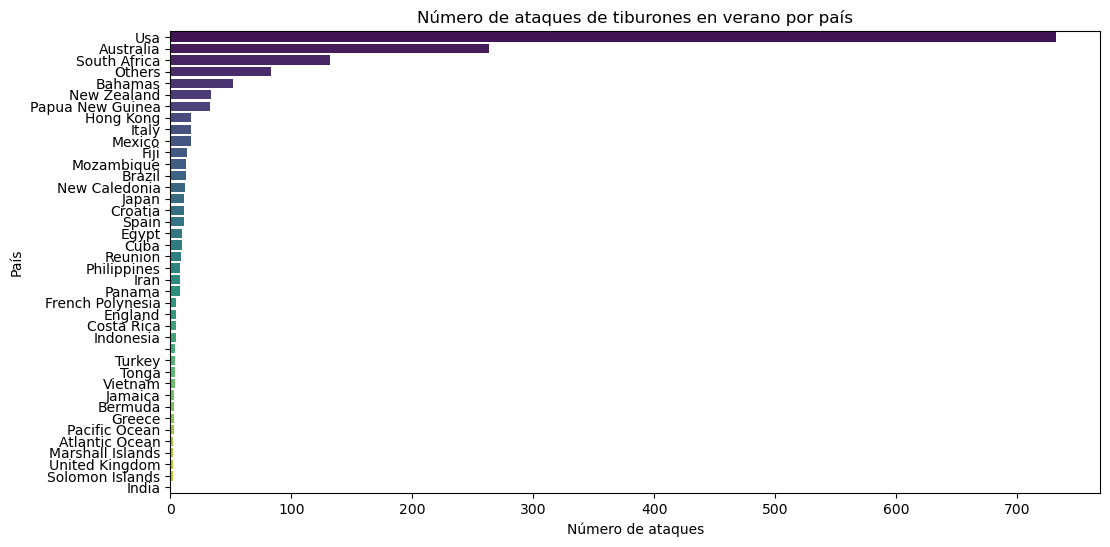 Número de ataques de tiburones en verano por país
Usa
Australia
South Africa
Others
Bahamas
New Zealand
Papua New Guinea
Hong Kong
Italy
Mexico
Fiji
Mozambique
Brazil
New Caledonia
Japan
Croatia
Spain
Egypt
Cuba
Reunion
Philippines
Iran
Panama
French Polynesia
England
Costa Rica
Indonesia
Turkey
Tonga
Vietnam
Jamaica
Bermuda
Greece
Pacific Ocean
Atlantic Ocean
Marshall Islands
United Kingdom
Solomon Islands
India
País
0 100 200 300 400 500 600 700
Número de ataques